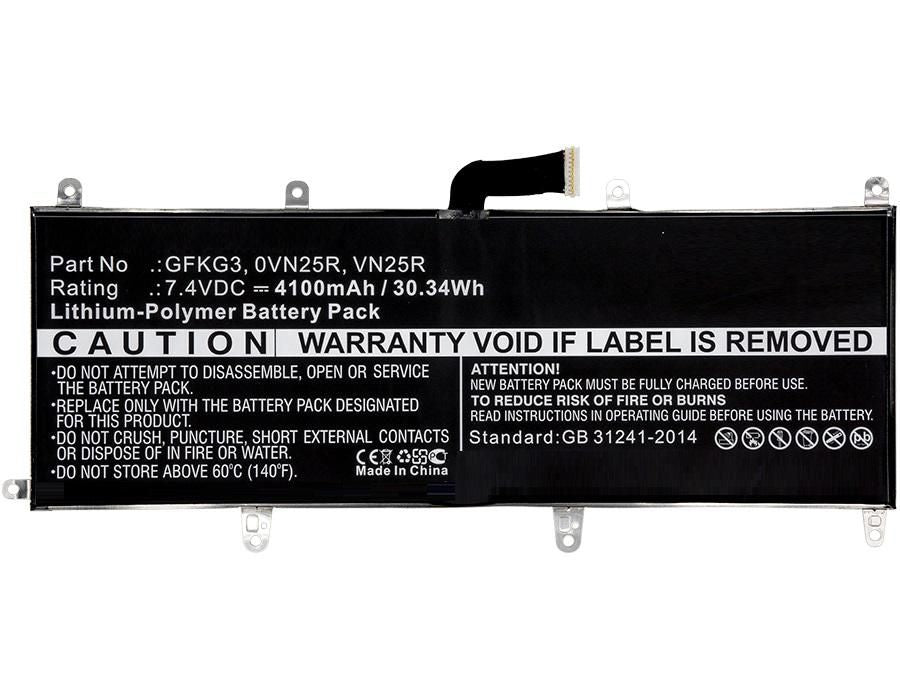 Part No .:GFKG3, 0VN25R, VN25R
Rating .:7.4VDC ⎓ 4100mAh / 30.34Wh
Lithium-Polymer Battery Pack
CAUTION WARRANTY VOID IF LABEL IS REMOVED
•DO NOT ATTEMPT TO DISASSEMBLE, OPEN OR SERVICE
THE BATTERY PACK.
•REPLACE ONLY WITH THE BATTERY PACK DESIGNATED
FOR THIS PRODUCT.
•DO NOT CRUSH, PUNCTURE, SHORT EXTERNAL CONTACTS
OR DISPOSE OF IN FIRE OR WATER.
•DO NOT STORE ABOVE 60°C (140°F).
CE
Made In China
ATTENTION!
NEW BATTERY PACK MUST BE FULLY CHARGED BEFORE USE.
TO REDUCE RISK OF FIRE OR BURNS
READ INSTRUCTIONS IN OPERATING GUIDE BEFORE USING THE BATTERY.
Standard:GB 31241-2014
Pb